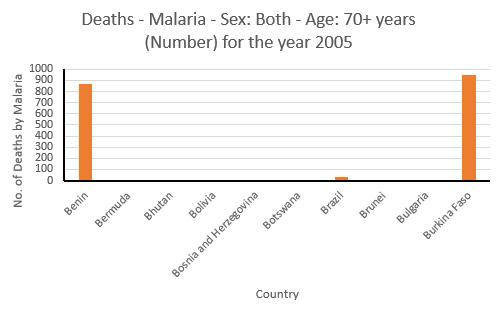 Deaths - Malaria - Sex: Both - Age: 70+ years
(Number) for the year 2005
No. of Deaths by Malaria
1000
900
800
700
600
500
400
300
200
100
0
Benin
Bermuda
Bhutan
Bolivia
Bosnia and Herzegovina
Botswana
Brazil
Brunei
Bulgaria
Burkina Faso
Country